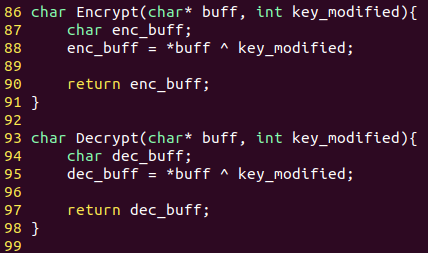 86 char Encrypt(char* buff, int key_modified){
87     char enc_buff;
88     enc_buff = *buff ^ key_modified;
89
90     return enc_buff;
91 }
92
93 char Decrypt(char* buff, int key_modified){
94     char dec_buff;
95     dec_buff = *buff ^ key_modified;
96
97     return dec_buff;
98 }
99